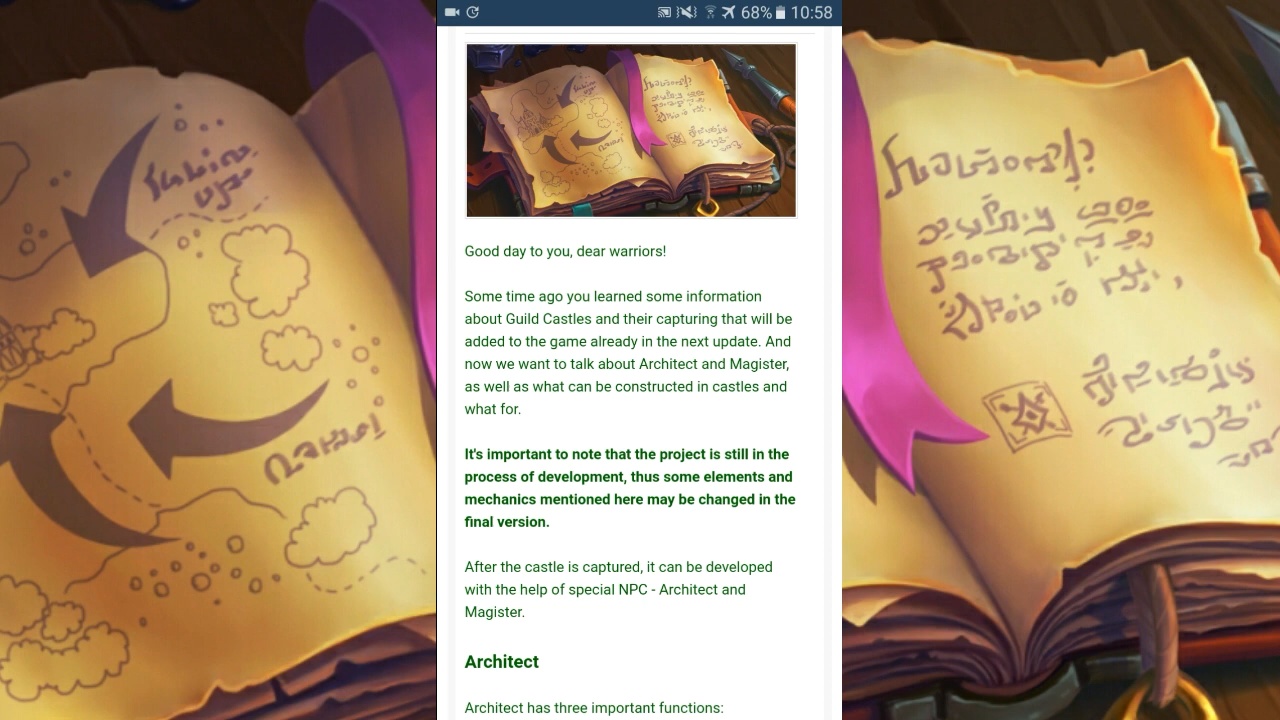 68% 10:58
Good day to you, dear warriors!
Some time ago you learned some information
about Guild Castles and their capturing that will be
added to the game already in the next update. And
now we want to talk about Architect and Magister,
as well as what can be constructed in castles and
what for.
It's important to note that the project is still in the
process of development, thus some elements and
mechanics mentioned here may be changed in the
final version.
After the castle is captured, it can be developed
with the help of special NPC - Architect and
Magister.
Architect
Architect has three important functions: